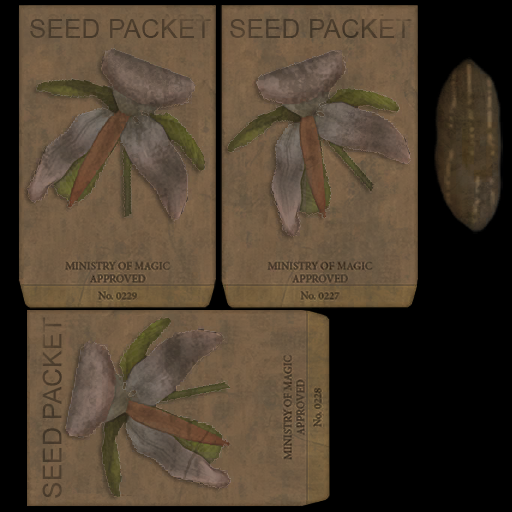 SEED PACKET
MINISTRY OF MAGIC
APPROVED
No. 0229
SEED PACKET
MINISTRY OF MAGIC
APPROVED
No. 0227
SEED PACKET
MINISTRY OF MAGIC
APPROVED
No. 0228